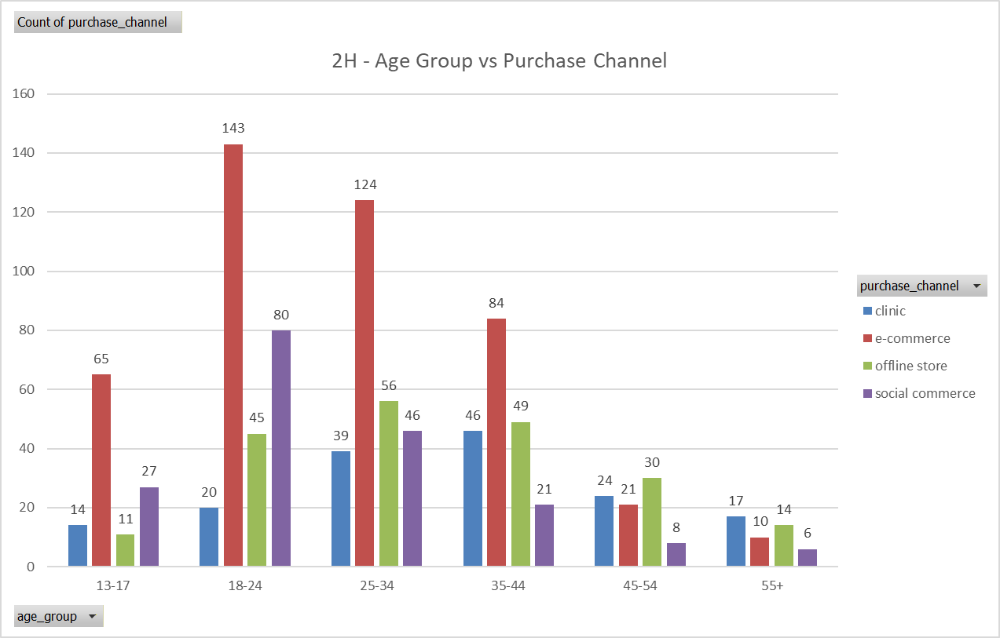 Count of purchase_channel
2H - Age Group vs Purchase Channel
160
140
120
100
80
60
40
20
0
14 65 11 27
20 143 45 80
39 124 56 46
46 84 49 21
24 21 30 8
17 10 14 6
13-17 18-24 25-34 35-44 45-54 55+
purchase_channel
clinic
e-commerce
offline store
social commerce
age_group